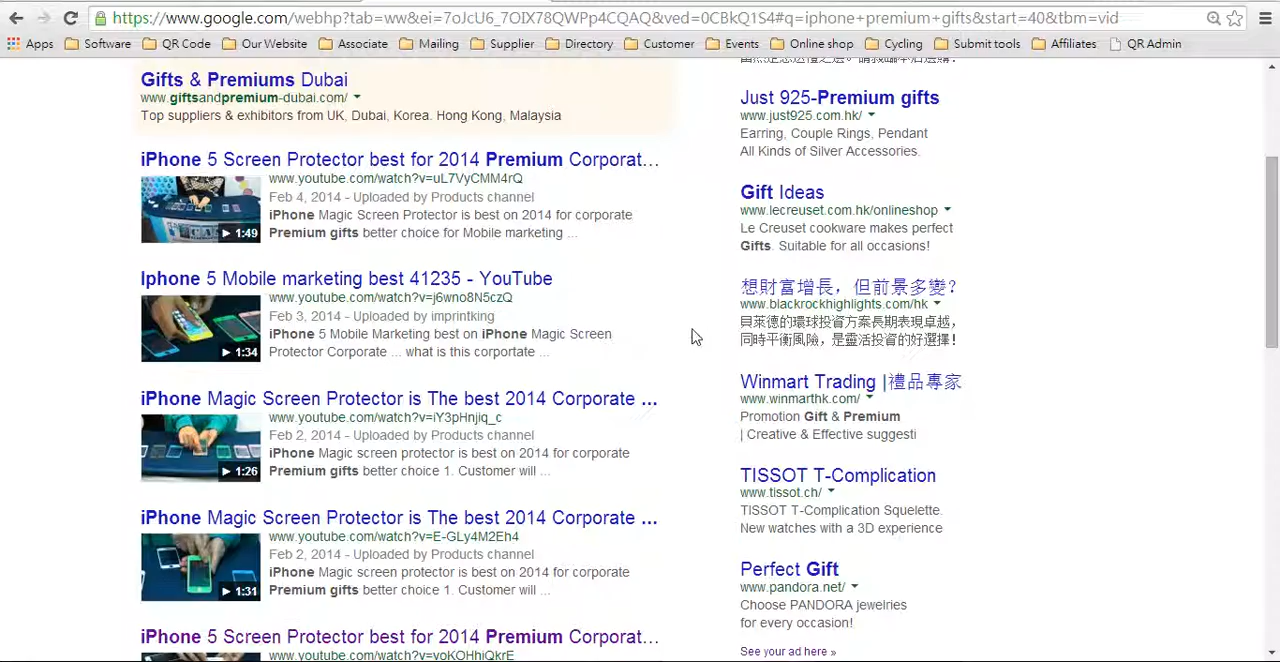 https://www.google.com/webhp?tab=ww&ei=7oJcU6_7OIX78QWPp4CQAQ&ved=0CBkQ1S4#q=iphone+premium+gifts&start=40&tbm=vid
Apps Software QR Code Our Website Associate Mailing Supplier Directory Customer Events Online shop Cycling Submit tools Affiliates QR Admin
Gifts & Premiums Dubai
www.giftsandpremium-dubai.com/
Top suppliers & exhibitors from UK, Dubai, Korea. Hong Kong, Malaysia
iPhone 5 Screen Protector best for 2014 Premium Corporat...
www.youtube.com/watch?v=uL7VyCMM4rQ
Feb 4, 2014 - Uploaded by Products channel
iPhone Magic Screen Protector is best on 2014 for corporate
Premium gifts better choice for Mobile marketing ...
1:49
Iphone 5 Mobile marketing best 41235 - YouTube
www.youtube.com/watch?v=j6wno8N5czQ
Feb 3, 2014 - Uploaded by imprintking
iPhone 5 Mobile Marketing best on iPhone Magic Screen
Protector Corporate ... what is this corportate ...
1:34
iPhone Magic Screen Protector is The best 2014 Corporate ...
www.youtube.com/watch?v=iY3pHnjiq_c
Feb 2, 2014 - Uploaded by Products channel
iPhone Magic screen protector is best on 2014 for corporate
Premium gifts better choice 1. Customer will ...
1:26
iPhone Magic Screen Protector is The best 2014 Corporate ...
www.youtube.com/watch?v=E-GLy4M2Eh4
Feb 2, 2014 - Uploaded by Products channel
iPhone Magic screen protector is best on 2014 for corporate
Premium gifts better choice 1. Customer will ...
1:31
iPhone 5 Screen Protector best for 2014 Premium Corporat...
www.youtube.com/watch?v=voKOHhiQkrE
Just 925-Premium gifts
www.just925.com.hk/
Earring, Couple Rings, Pendant
All Kinds of Silver Accessories.
Gift Ideas
www.lecreuset.com.hk/onlineshop
Le Creuset cookware makes perfect
Gifts. Suitable for all occasions!
想財富增長，但前景多變?
www.blackrockhighlights.com/hk
貝萊德的環球投資方案長期表現卓越，
同時平衡風險，是靈活投資的好選擇!
Winmart Trading |禮品專家
www.winmarthk.com/
Promotion Gift & Premium
| Creative & Effective suggesti
TISSOT T-Complication
www.tissot.ch/
TISSOT T-Complication Squelette.
New watches with a 3D experience
Perfect Gift
www.pandora.net/
Choose PANDORA jewelries
for every occasion!
See your ad here »